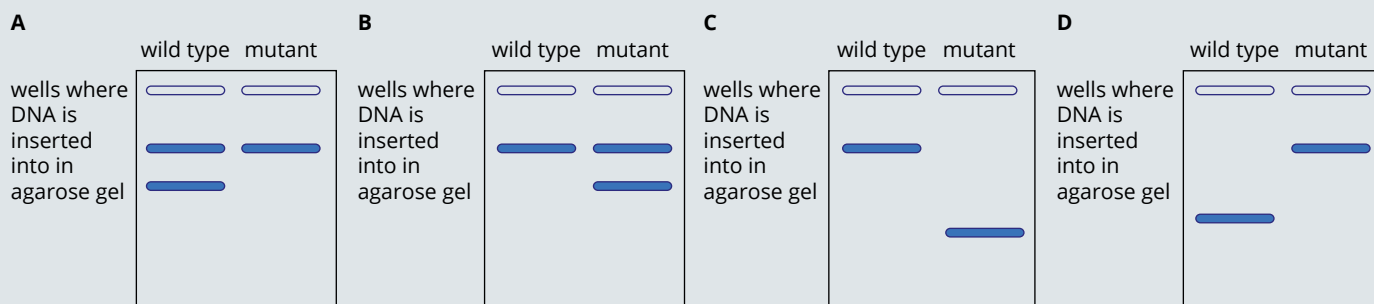 A
wild type mutant
wells where
DNA is
inserted
into in
agarose gel
B
wild type mutant
wells where
DNA is
inserted
into in
agarose gel
C
wild type mutant
wells where
DNA is
inserted
into in
agarose gel
D
wild type mutant
wells where
DNA is
inserted
into in
agarose gel